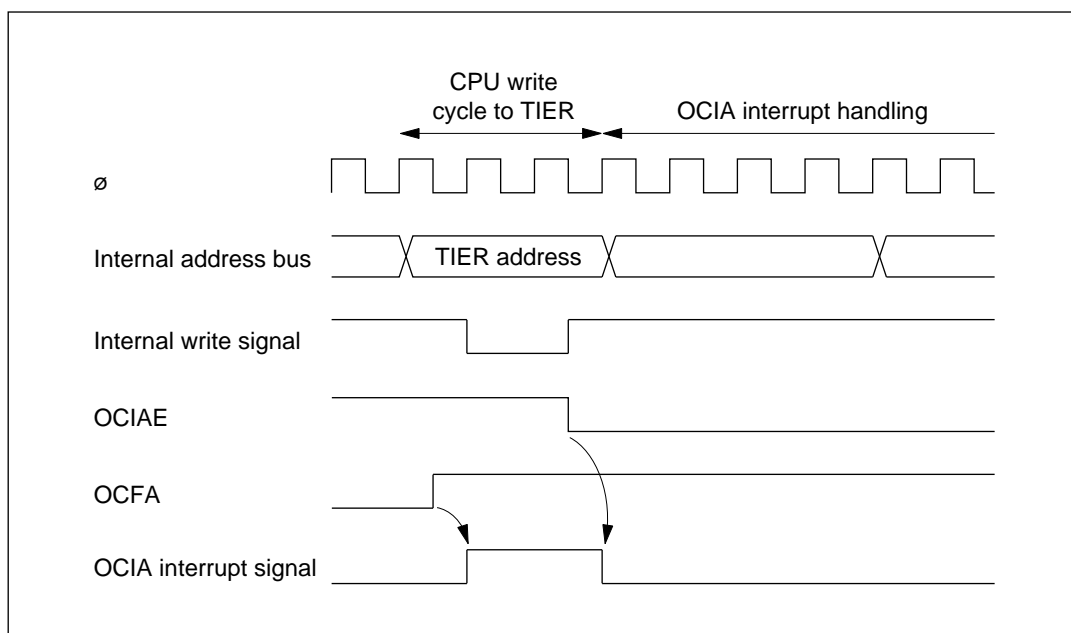 CPU write
cycle to TIER
OCIA interrupt handling
ø
Internal address bus
TIER address
Internal write signal
OCIAE
OCFA
OCIA interrupt signal